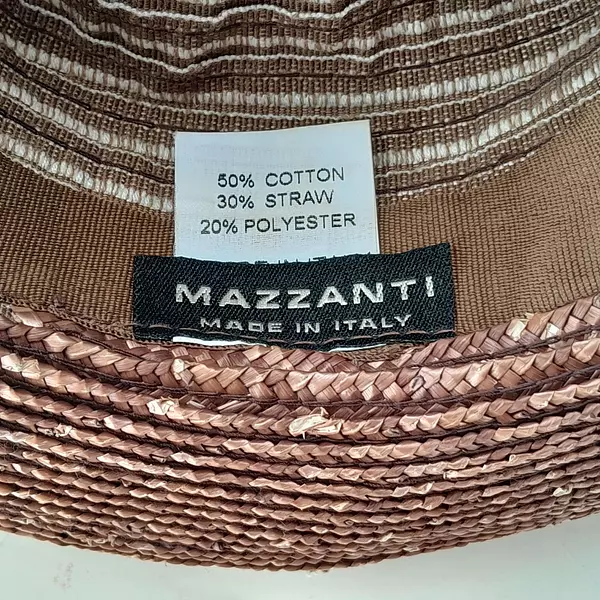 50% COTTON
30% STRAW
20% POLYESTER
MAZZANTI
MADE IN ITALY